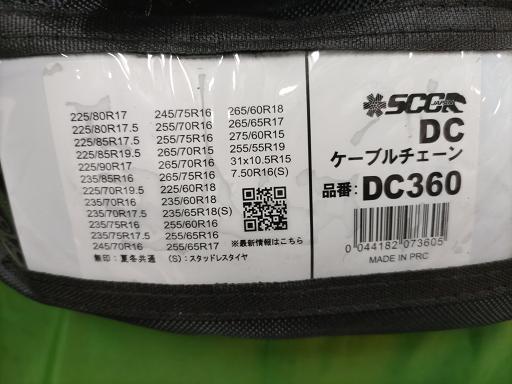 225/80R17
225/80R17.5
225/85R17.5
225/85R19.5
225/90R17
235/85R16
225/70R19.5
235/70R16
235/70R17.5
235/75R16
235/75R17.5
245/70R16
245/75R16
255/70R16
255/75R16
265/70R15
265/70R16
265/75R16
225/60R18
235/60R18
235/65R18(S)
255/60R16
255/65R16
255/65R17
265/60R18
265/65R17
275/60R15
255/55R19
31x10.5R15
7.50R16(S)
※最新情報はこちら
無印：夏冬共通 (S)：スタッドレスタイヤ
SCC JAPAN
DC
ケーブルチェーン
品番：DC360
0 044182 073605
MADE IN PRC